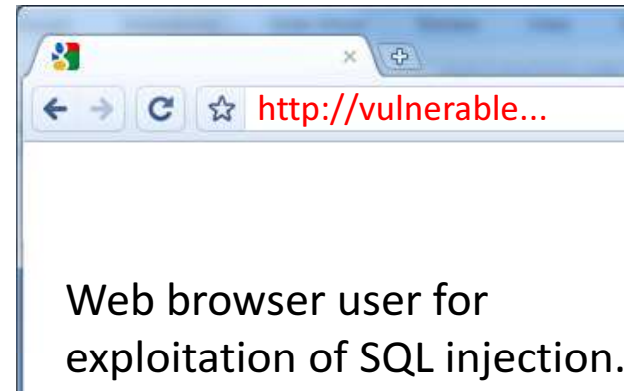 http://vulnerable...
Web browser user for
exploitation of SQL injection.